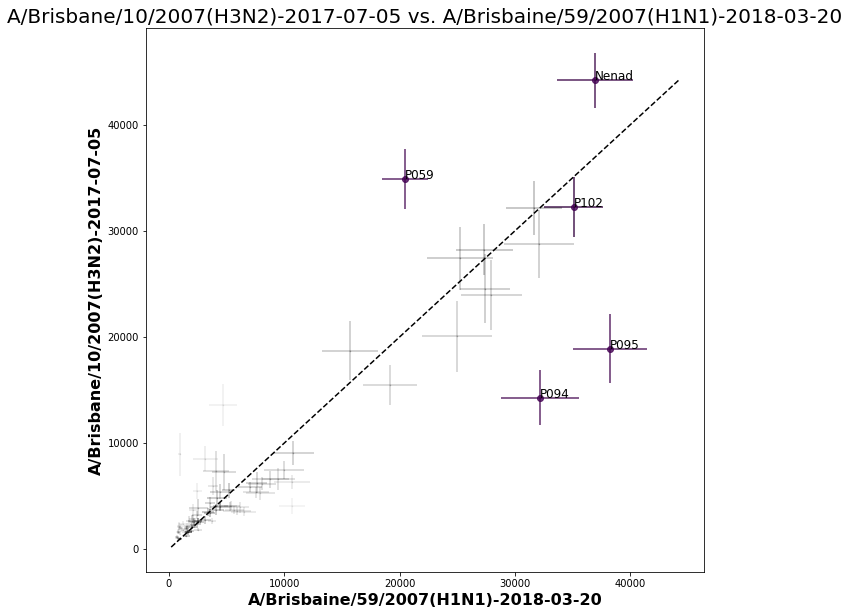 A/Brisbane/10/2007(H3N2)-2017-07-05 vs. A/Brisbaine/59/2007(H1N1)-2018-03-20
A/Brisbane/10/2007(H3N2)-2017-07-05
40000
30000
20000
10000
0
Nenad
P059
P102
P095
P094
0 10000 20000 30000 40000
A/Brisbaine/59/2007(H1N1)-2018-03-20